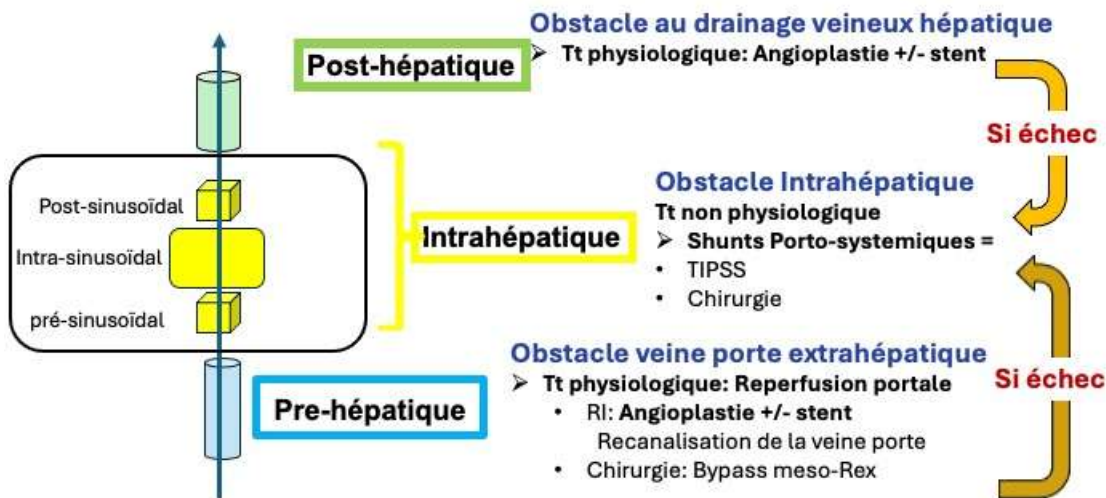 Obstacle au drainage veineux hépatique
Post-hépatique
➤ Tt physiologique: Angioplastie +/- stent
Si échec
Obstacle Intrahépatique
Post-sinusoïdal
Tt non physiologique
Intrahépatique
➤ Shunts Porto-systemiques =
Intra-sinusoïdal
• TIPSS
• Chirurgie
pré-sinusoïdal
Obstacle veine porte extrahépatique
Si échec
➤ Tt physiologique: Reperfusion portale
Pre-hépatique
• RI: Angioplastie +/- stent
Recanalisation de la veine porte
• Chirurgie: Bypass meso-Rex